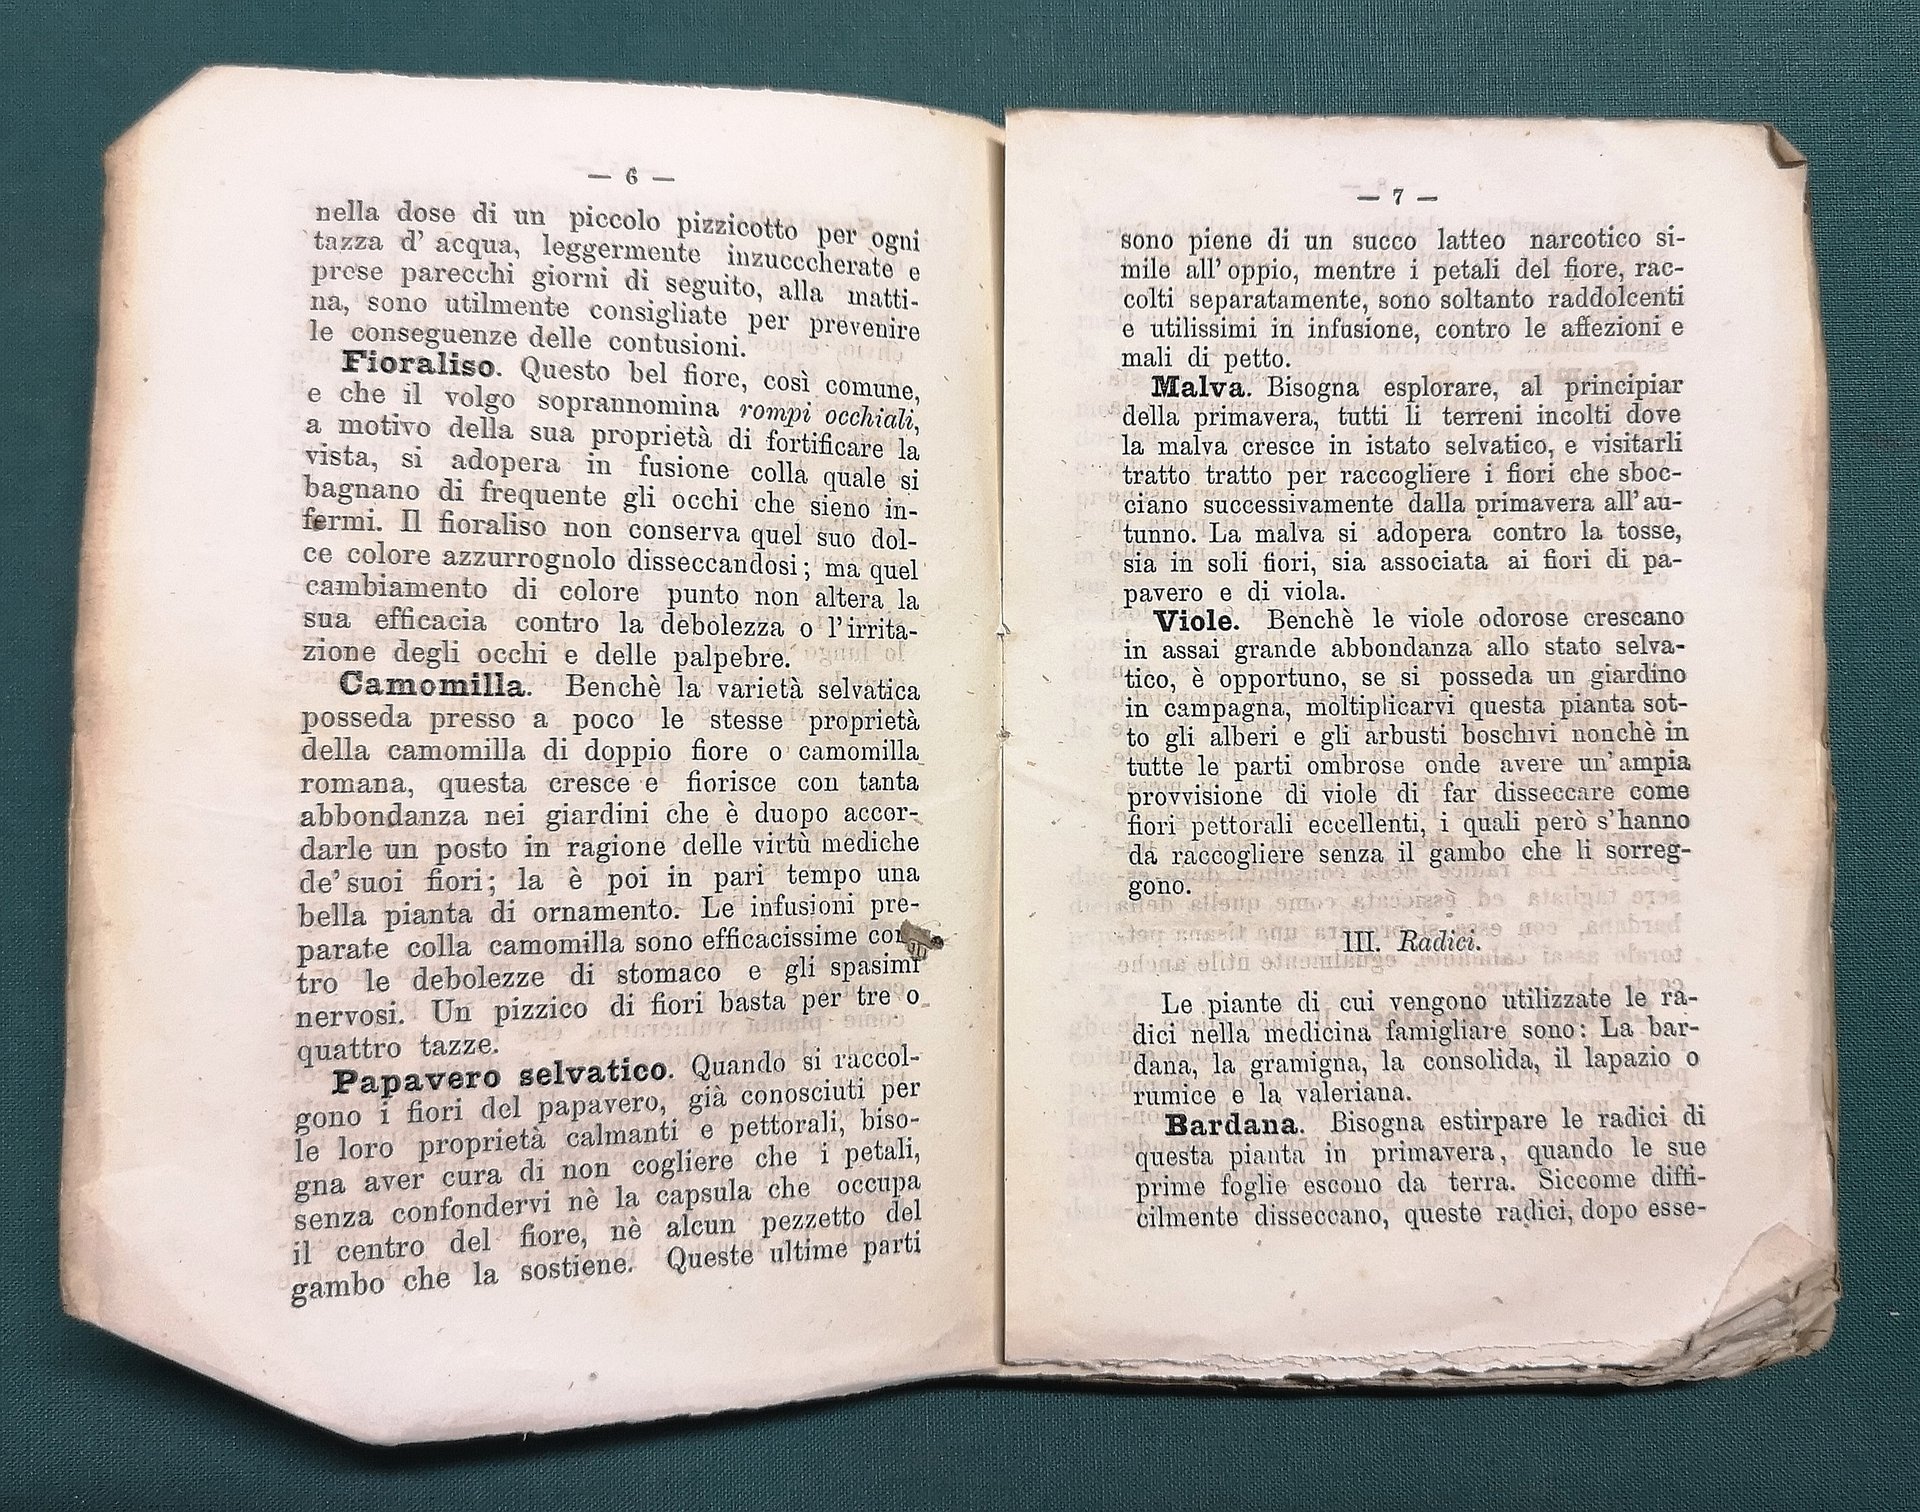 — 6 —
nella dose di un piccolo pizzicotto per ogni
tazza d' acqua, leggermente inzucccherate e
prese parecchi giorni di seguito, alla matti-
na, sono utilmente consigliate per prevenire
le conseguenze delle contusioni.
Fioraliso. Questo bel fiore, così comune,
e che il volgo soprannomina rompi occhiali,
a motivo della sua proprietà di fortificare la
vista, si adopera in fusione colla quale si
bagnano di frequente gli occhi che sieno in-
fermi. Il fioraliso non conserva quel suo dol-
ce colore azzurrognolo disseccandosi; ma quel
cambiamento di colore punto non altera la
sua efficacia contro la debolezza o l'irrita-
zione degli occhi e delle palpebre.
Camomilla. Benchè la varietà selvatica
posseda presso a poco le stesse proprietà
della camomilla di doppio fiore o camomilla
romana, questa cresce e fiorisce con tanta
abbondanza nei giardini che è duopo accor-
darle un posto in ragione delle virtù mediche
de' suoi fiori; la è poi in pari tempo una
bella pianta di ornamento. Le infusioni pre-
parate colla camomilla sono efficacissime con-
tro le debolezze di stomaco e gli spasimi
nervosi. Un pizzico di fiori basta per tre o
quattro tazze.
Papavero selvatico. Quando si raccol-
gono i fiori del papavero, già conosciuti per
le loro proprietà calmanti e pettorali, biso-
gna aver cura di non cogliere che i petali,
senza confondervi nè la capsula che occupa
il centro del fiore, nè alcun pezzetto del
gambo che la sostiene. Queste ultime parti
— 7 —
sono piene di un succo latteo narcotico si-
mile all' oppio, mentre i petali del fiore, rac-
colti separatamente, sono soltanto raddolcenti
e utilissimi in infusione, contro le affezioni e
mali di petto.
Malva. Bisogna esplorare, al principiar
della primavera, tutti li terreni incolti dove
la malva cresce in istato selvatico, e visitarli
tratto tratto per raccogliere i fiori che sboc-
ciano successivamente dalla primavera all'au-
tunno. La malva si adopera contro la tosse,
sia in soli fiori, sia associata ai fiori di pa-
pavero e di viola.
Viole. Benchè le viole odorose crescano
in assai grande abbondanza allo stato selva-
tico, è opportuno, se si posseda un giardino
in campagna, moltiplicarvi questa pianta sot-
to gli alberi e gli arbusti boschivi nonchè in
tutte le parti ombrose onde avere un' ampia
provvisione di viole di far disseccare come
fiori pettorali eccellenti, i quali però s'hanno
da raccogliere senza il gambo che li sorreg-
gono.
III. Radici.
Le piante di cui vengono utilizzate le ra-
dici nella medicina famigliare sono: La bar-
dana, la gramigna, la consolida, il lapazio o
rumice e la valeriana.
Bardana. Bisogna estirpare le radici di
questa pianta in primavera, quando le sue
prime foglie escono da terra. Siccome diffi-
cilmente disseccano, queste radici, dopo esse-